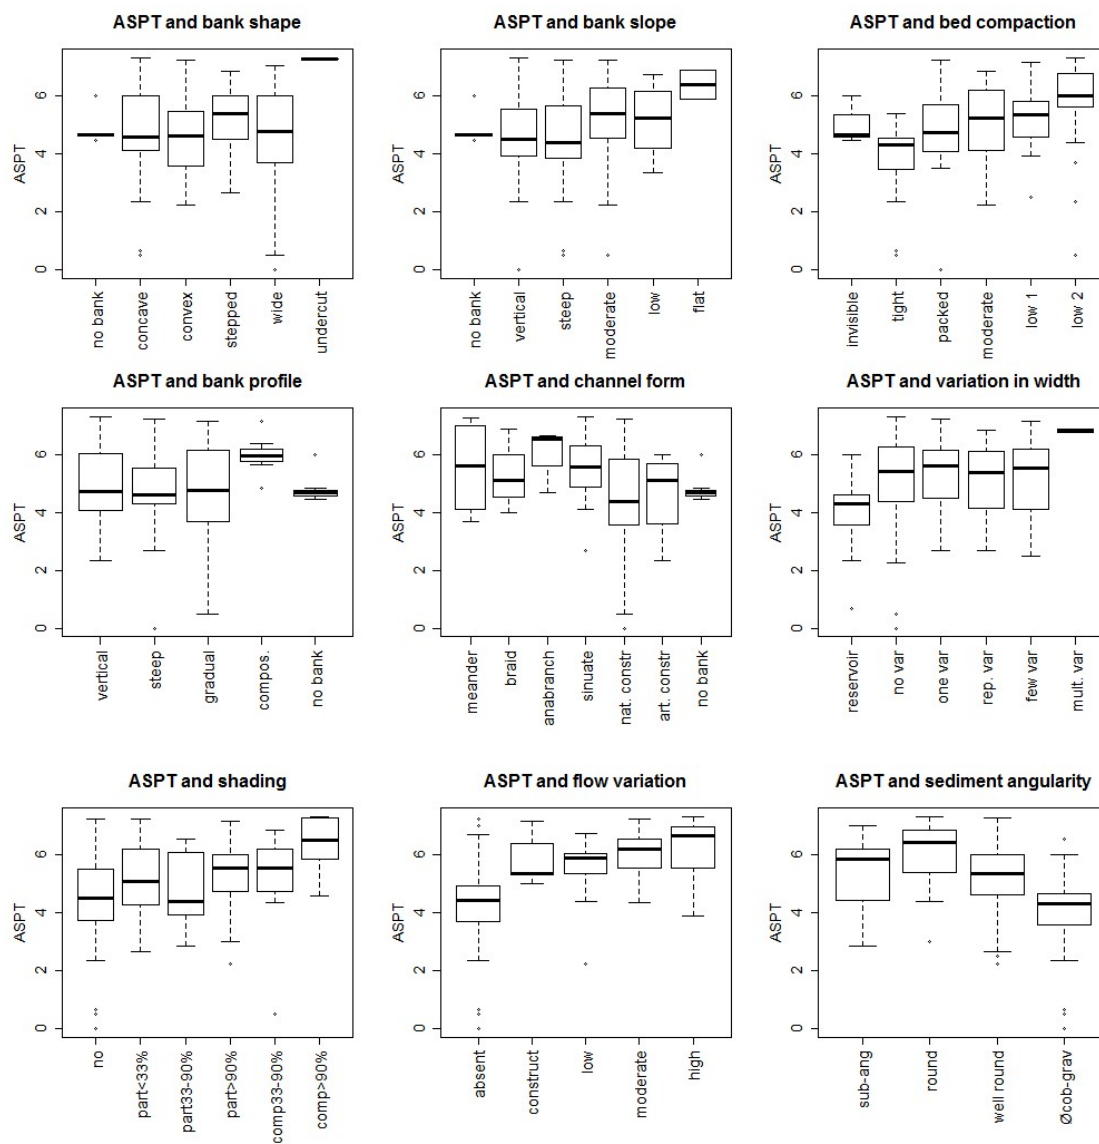 ASPT and bank shape
ASPT
6
4
2
0
no bank
concave
convex
stepped
wide
undercut
ASPT and bank slope
ASPT
6
4
2
0
no bank
vertical
steep
moderate
low
flat
ASPT and bed compaction
ASPT
6
4
2
0
invisible
tight
packed
moderate
low 1
low 2
ASPT and bank profile
ASPT
6
4
2
0
vertical
steep
gradual
compos.
no bank
ASPT and channel form
ASPT
6
4
2
0
meander
braid
anabranch
sinuate
nat. constr
art. constr
no bank
ASPT and variation in width
ASPT
6
4
2
0
reservoir
no var
one var
rep. var
few var
mult. var
ASPT and shading
ASPT
6
4
2
0
no
part<33%
part33-90%
part>90%
comp33-90%
comp>90%
ASPT and flow variation
ASPT
6
4
2
0
absent
construct
low
moderate
high
ASPT and sediment angularity
ASPT
6
4
2
0
sub-ang
round
well round
Øcob-grav